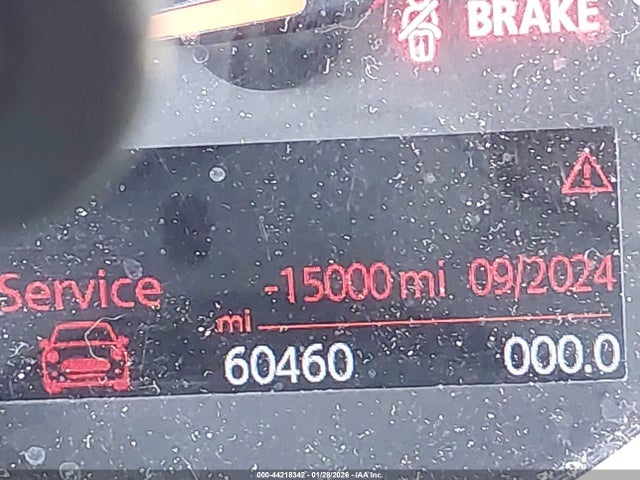 BRAKE
Service -15000 mi 09/2024
mi
60460 000.0
000-44218342 - 01/28/2026 - IAA Inc.